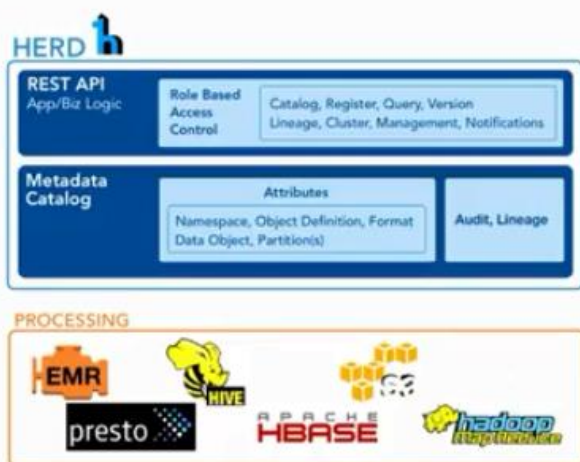 HERD
REST API
App/Biz Logic
Role Based
Access
Control
Catalog, Register, Query, Version
Lineage, Cluster, Management, Notifications
Metadata
Catalog
Attributes
Namespace, Object Definition, Format
Data Object, Partition(s)
Audit, Lineage
PROCESSING
EMR
HIVE
S3
presto
APACHE
HBASE
hadoop
Map Reduce